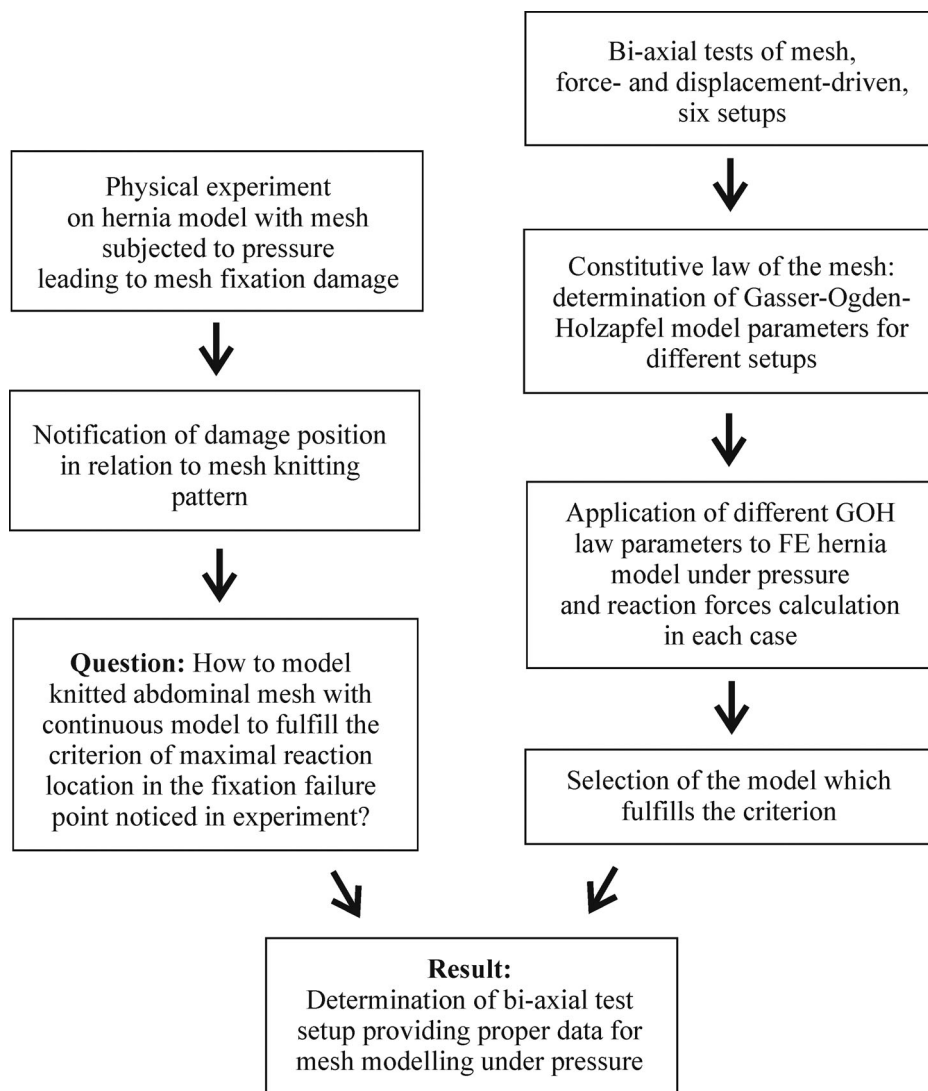 Physical experiment
on hernia model with mesh
subjected to pressure
leading to mesh fixation damage
Notification of damage position
in relation to mesh knitting
pattern
Question: How to model
knitted abdominal mesh with
continuous model to fulfill the
criterion of maximal reaction
location in the fixation failure
point noticed in experiment?
Bi-axial tests of mesh,
force- and displacement-driven,
six setups
Constitutive law of the mesh:
determination of Gasser-Ogden-
Holzapfel model parameters for
different setups
Application of different GOH
law parameters to FE hernia
model under pressure
and reaction forces calculation
in each case
Selection of the model which
fulfills the criterion
Result:
Determination of bi-axial test
setup providing proper data for
mesh modelling under pressure